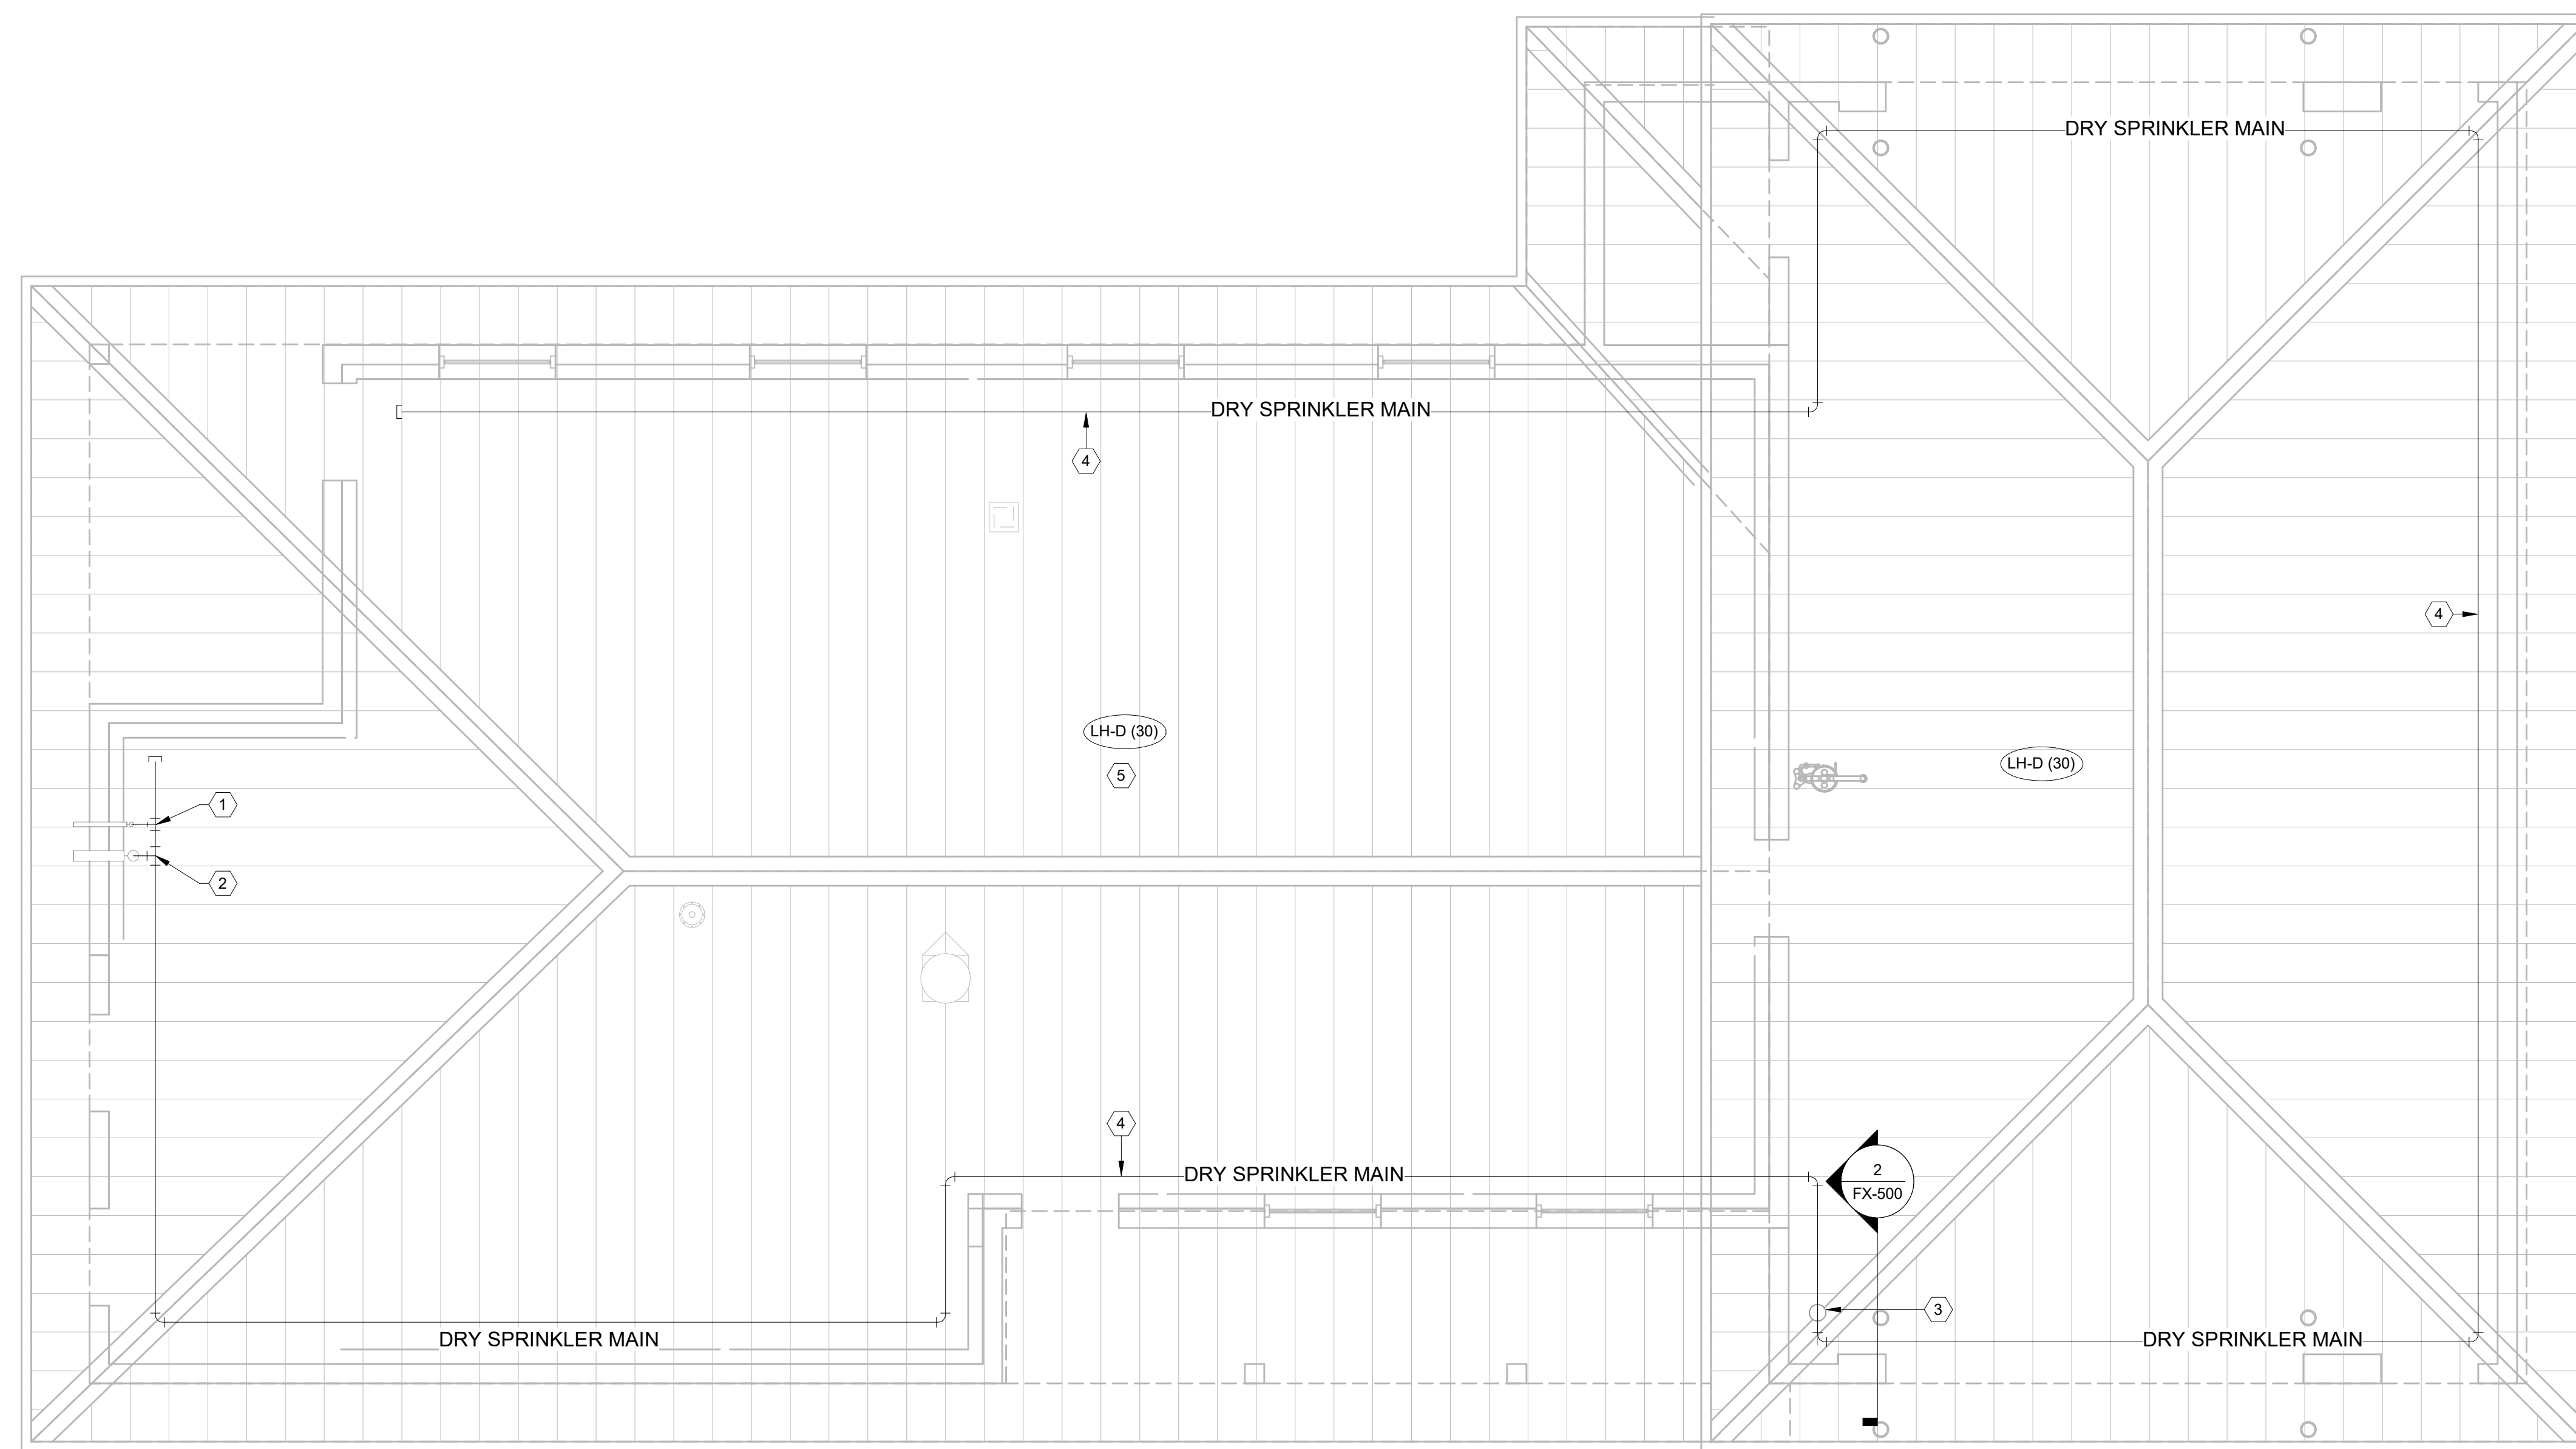 DRY SPRINKLER MAIN
DRY SPRINKLER MAIN
4
4
LH-D (30)
5
LH-D (30)
1
2
4
DRY SPRINKLER MAIN
2
FX-500
3
DRY SPRINKLER MAIN
DRY SPRINKLER MAIN